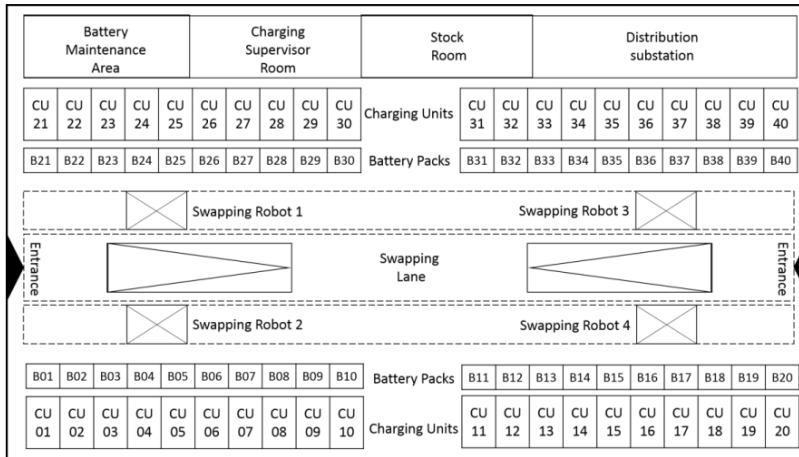 Battery
Maintenance
Area
Charging
Supervisor
Room
Stock
Room
Distribution
substation
CU
21
CU
22
CU
23
CU
24
CU
25
CU
26
CU
27
CU
28
CU
29
CU
30
Charging Units
CU
31
CU
32
CU
33
CU
34
CU
35
CU
36
CU
37
CU
38
CU
39
CU
40
B21
B22
B23
B24
B25
B26
B27
B28
B29
B30
Battery Packs
B31
B32
B33
B34
B35
B36
B37
B38
B39
B40
Swapping Robot 1
Swapping Robot 3
Entrance
Swapping
Lane
Entrance
Swapping Robot 2
Swapping Robot 4
B01
B02
B03
B04
B05
B06
B07
B08
B09
B10
Battery Packs
B11
B12
B13
B14
B15
B16
B17
B18
B19
B20
CU
01
CU
02
CU
03
CU
04
CU
05
CU
06
CU
07
CU
08
CU
09
CU
10
Charging Units
CU
11
CU
12
CU
13
CU
14
CU
15
CU
16
CU
17
CU
18
CU
19
CU
20